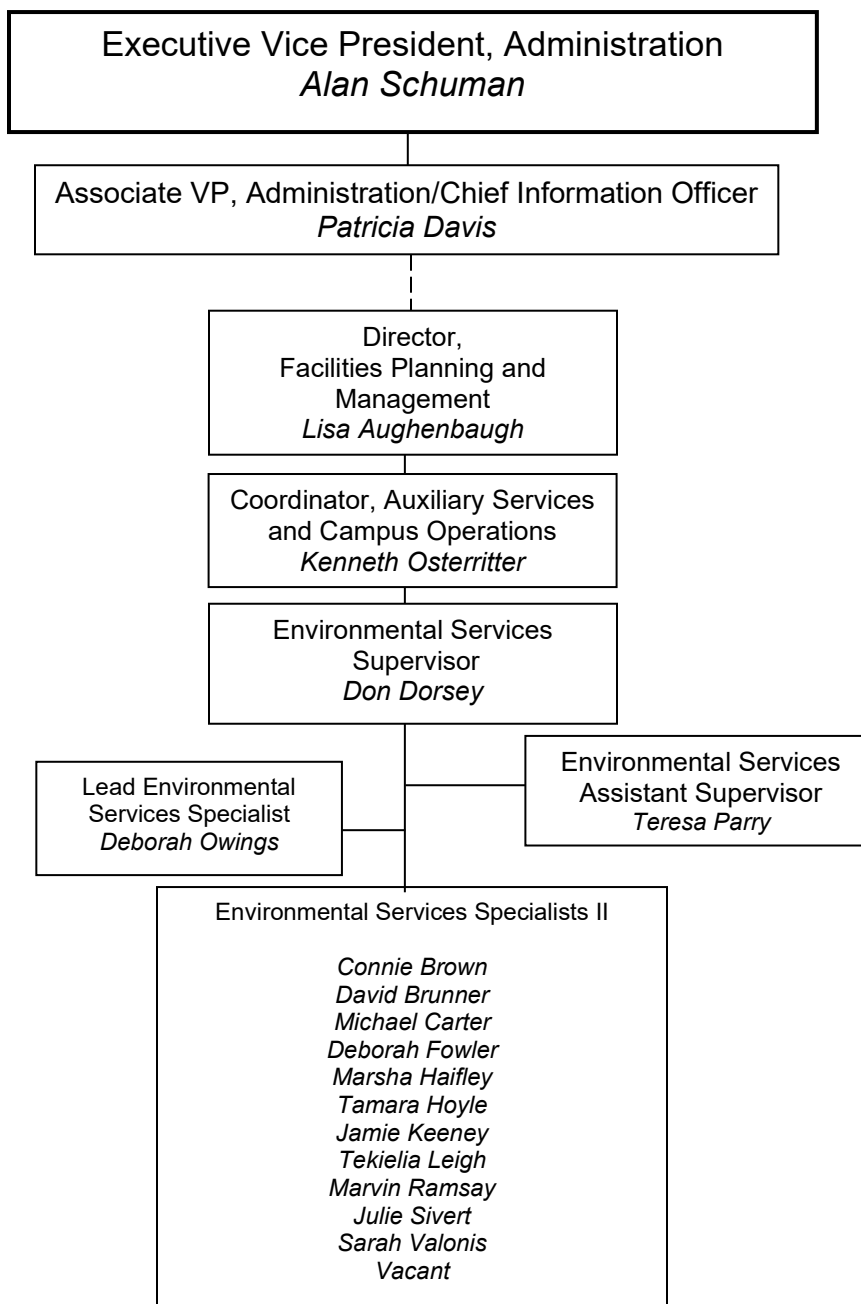 Executive Vice President, Administration
Alan Schuman
Associate VP, Administration/Chief Information Officer
Patricia Davis
Director,
Facilities Planning and
Management
Lisa Aughenbaugh
Coordinator, Auxiliary Services
and Campus Operations
Kenneth Osterritter
Environmental Services
Supervisor
Don Dorsey
Lead Environmental
Services Specialist
Deborah Owings
Environmental Services
Assistant Supervisor
Teresa Parry
Environmental Services Specialists II
Connie Brown
David Brunner
Michael Carter
Deborah Fowler
Marsha Haifley
Tamara Hoyle
Jamie Keeney
Tekielia Leigh
Marvin Ramsay
Julie Sivert
Sarah Valonis
Vacant